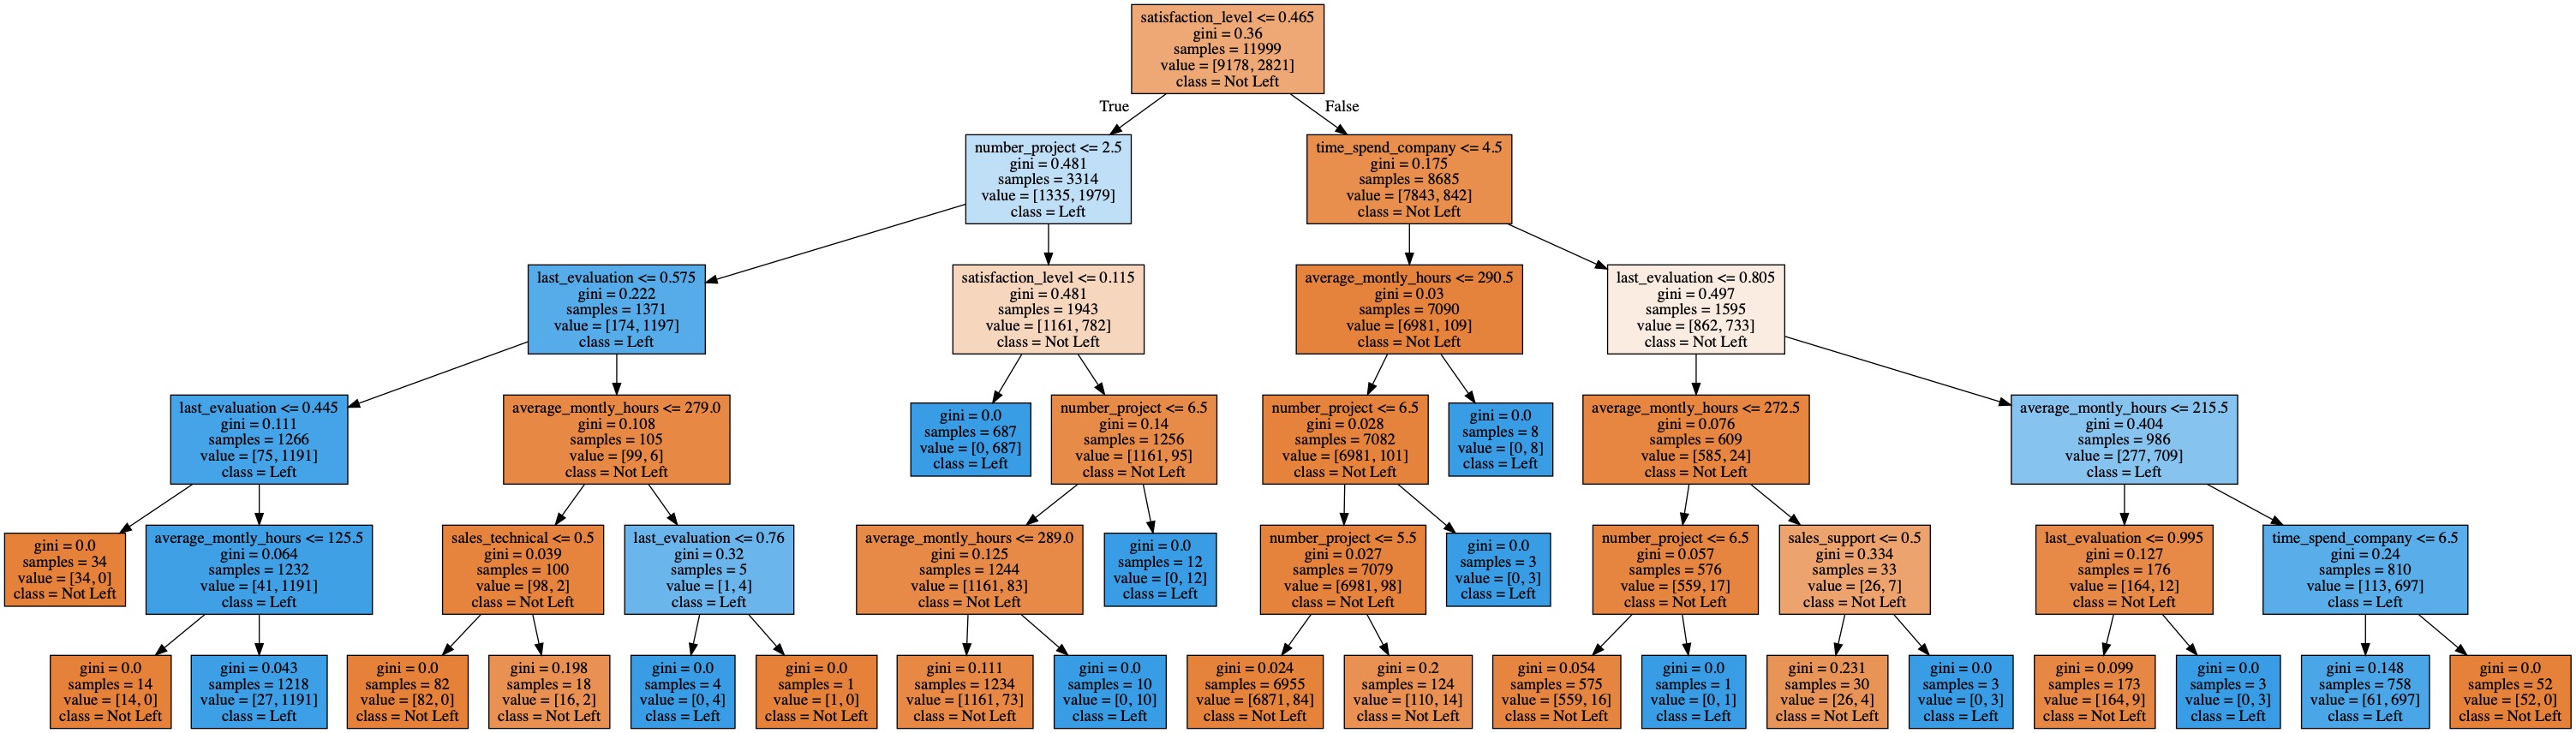 satisfaction_level <= 0.465
gini = 0.36
samples = 11999
value = [9178, 2821]
class = Not Left
True
False
number_project <= 2.5
gini = 0.481
samples = 3314
value = [1335, 1979]
class = Left
time_spend_company <= 4.5
gini = 0.175
samples = 8685
value = [7843, 842]
class = Not Left
last_evaluation <= 0.575
gini = 0.222
samples = 1371
value = [174, 1197]
class = Left
satisfaction_level <= 0.115
gini = 0.481
samples = 1943
value = [1161, 782]
class = Not Left
average_montly_hours <= 290.5
gini = 0.03
samples = 7090
value = [6981, 109]
class = Not Left
last_evaluation <= 0.805
gini = 0.497
samples = 1595
value = [862, 733]
class = Not Left
last_evaluation <= 0.445
gini = 0.111
samples = 1266
value = [75, 1191]
class = Left
average_montly_hours <= 279.0
gini = 0.108
samples = 105
value = [99, 6]
class = Not Left
gini = 0.0
samples = 687
value = [0, 687]
class = Left
number_project <= 6.5
gini = 0.14
samples = 1256
value = [1161, 95]
class = Not Left
number_project <= 6.5
gini = 0.028
samples = 7082
value = [6981, 101]
class = Not Left
gini = 0.0
samples = 8
value = [0, 8]
class = Left
average_montly_hours <= 272.5
gini = 0.076
samples = 609
value = [585, 24]
class = Not Left
average_montly_hours <= 215.5
gini = 0.404
samples = 986
value = [277, 709]
class = Left
gini = 0.0
samples = 34
value = [34, 0]
class = Not Left
average_montly_hours <= 125.5
gini = 0.064
samples = 1232
value = [41, 1191]
class = Left
sales_technical <= 0.5
gini = 0.039
samples = 100
value = [98, 2]
class = Not Left
last_evaluation <= 0.76
gini = 0.32
samples = 5
value = [1, 4]
class = Left
average_montly_hours <= 289.0
gini = 0.125
samples = 1244
value = [1161, 83]
class = Not Left
gini = 0.0
samples = 12
value = [0, 12]
class = Left
number_project <= 5.5
gini = 0.027
samples = 7079
value = [6981, 98]
class = Not Left
gini = 0.0
samples = 3
value = [0, 3]
class = Left
number_project <= 6.5
gini = 0.057
samples = 576
value = [559, 17]
class = Not Left
sales_support <= 0.5
gini = 0.334
samples = 33
value = [26, 7]
class = Not Left
last_evaluation <= 0.995
gini = 0.127
samples = 176
value = [164, 12]
class = Not Left
time_spend_company <= 6.5
gini = 0.24
samples = 810
value = [113, 697]
class = Left
gini = 0.0
samples = 14
value = [14, 0]
class = Not Left
gini = 0.043
samples = 1218
value = [27, 1191]
class = Left
gini = 0.0
samples = 82
value = [82, 0]
class = Not Left
gini = 0.198
samples = 18
value = [16, 2]
class = Not Left
gini = 0.0
samples = 4
value = [0, 4]
class = Left
gini = 0.0
samples = 1
value = [1, 0]
class = Not Left
gini = 0.111
samples = 1234
value = [1161, 73]
class = Not Left
gini = 0.0
samples = 10
value = [0, 10]
class = Left
gini = 0.024
samples = 6955
value = [6871, 84]
class = Not Left
gini = 0.2
samples = 124
value = [110, 14]
class = Not Left
gini = 0.054
samples = 575
value = [559, 16]
class = Not Left
gini = 0.0
samples = 1
value = [0, 1]
class = Left
gini = 0.231
samples = 30
value = [26, 4]
class = Not Left
gini = 0.0
samples = 3
value = [0, 3]
class = Left
gini = 0.099
samples = 173
value = [164, 9]
class = Not Left
gini = 0.0
samples = 3
value = [0, 3]
class = Left
gini = 0.148
samples = 758
value = [61, 697]
class = Left
gini = 0.0
samples = 52
value = [52, 0]
class = Not Left